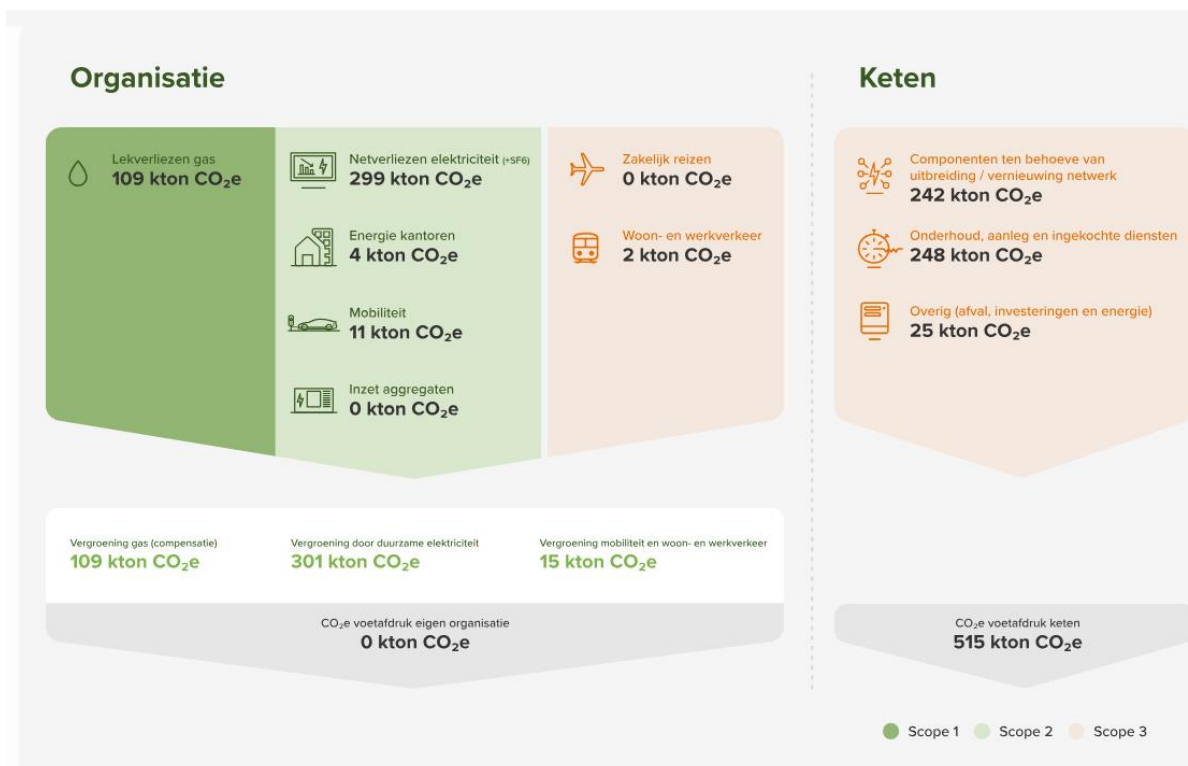 Organisatie
Lekverliezen gas
109 kton CO₂e
Netverliezen elektriciteit (+SF6)
299 kton CO₂e
Energie kantoren
4 kton CO₂e
Mobiliteit
11 kton CO₂e
Inzet aggregaten
0 kton CO₂e
Zakelijk reizen
0 kton CO₂e
Woon- en werkverkeer
2 kton CO₂e
Vergroening gas (compensatie)
109 kton CO₂e
Vergroening door duurzame elektriciteit
301 kton CO₂e
Vergroening mobiliteit en woon- en werkverkeer
15 kton CO₂e
CO₂e voetafdruk eigen organisatie
0 kton CO₂e
Keten
Componenten ten behoeve van
uitbreiding / vernieuwing netwerk
242 kton CO₂e
Onderhoud, aanleg en ingekochte diensten
248 kton CO₂e
Overig (afval, investeringen en energie)
25 kton CO₂e
CO₂e voetafdruk keten
515 kton CO₂e
Scope 1
Scope 2
Scope 3